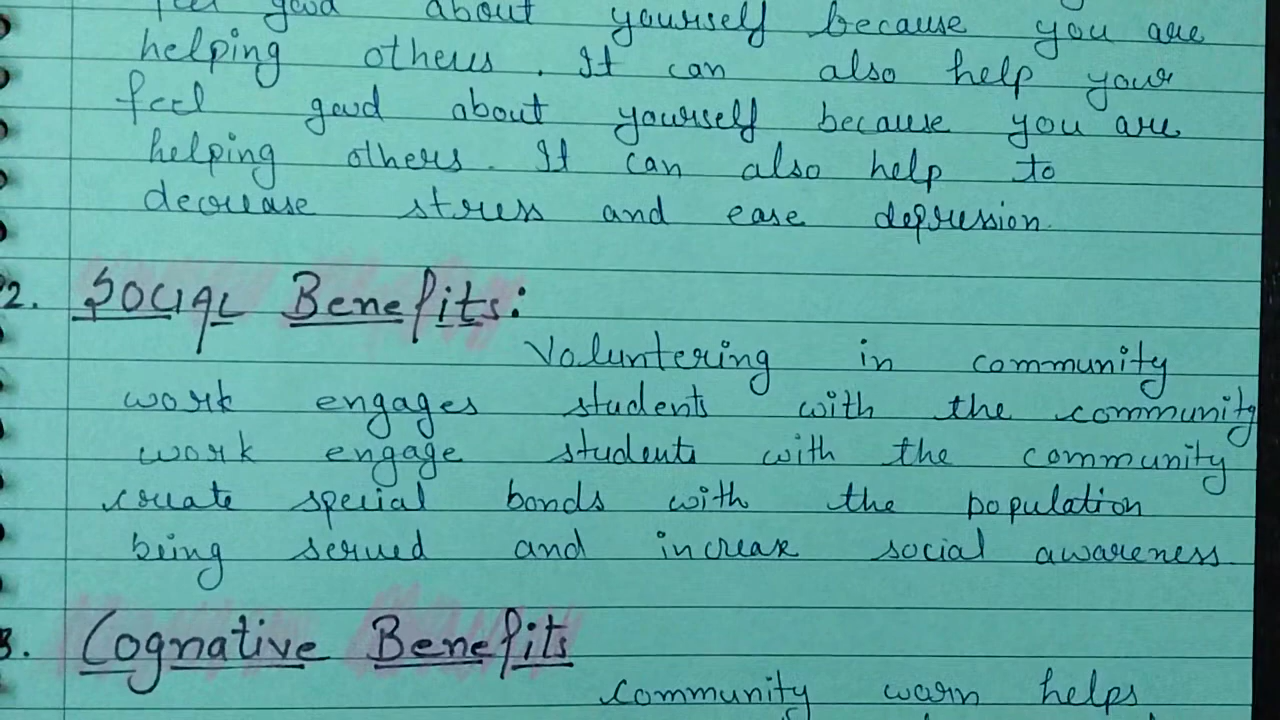 feel good about yourself because you are
helping others. It can also help your
feel good about yourself because you are
helping others. It can also help to
decrease stress and ease depression.
2. Social Benefits:
Voluntering in community
work engages students with the community
work engage students with the community
create special bonds with the population
being served and increase social awareness
3. Cognative Benefits
community warn helps